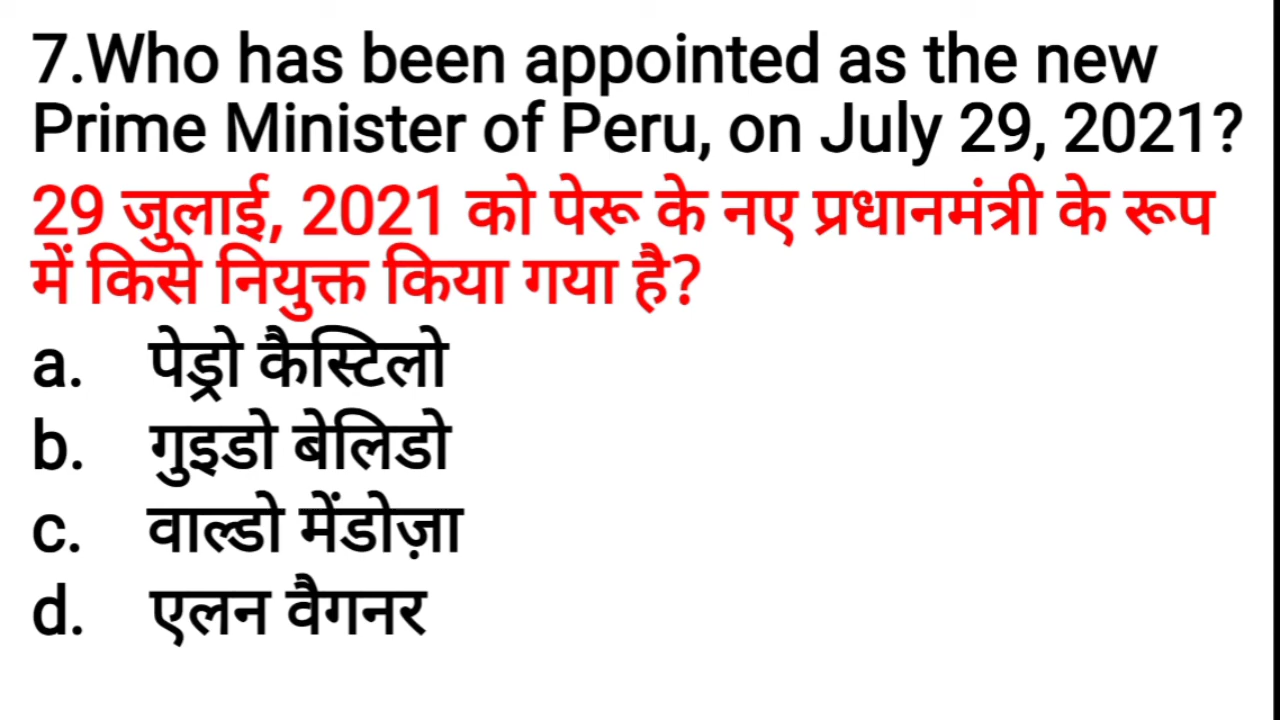 7.Who has been appointed as the new
Prime Minister of Peru, on July 29, 2021?
29 जुलाई, 2021 को पेरू के नए प्रधानमंत्री के रूप
में किसे नियुक्त किया गया है?
a. पेड्रो कैस्टिलो
b. गुइडो बेलिडो
c. वाल्डो मेंडोज़ा
d. एलन वैगनर